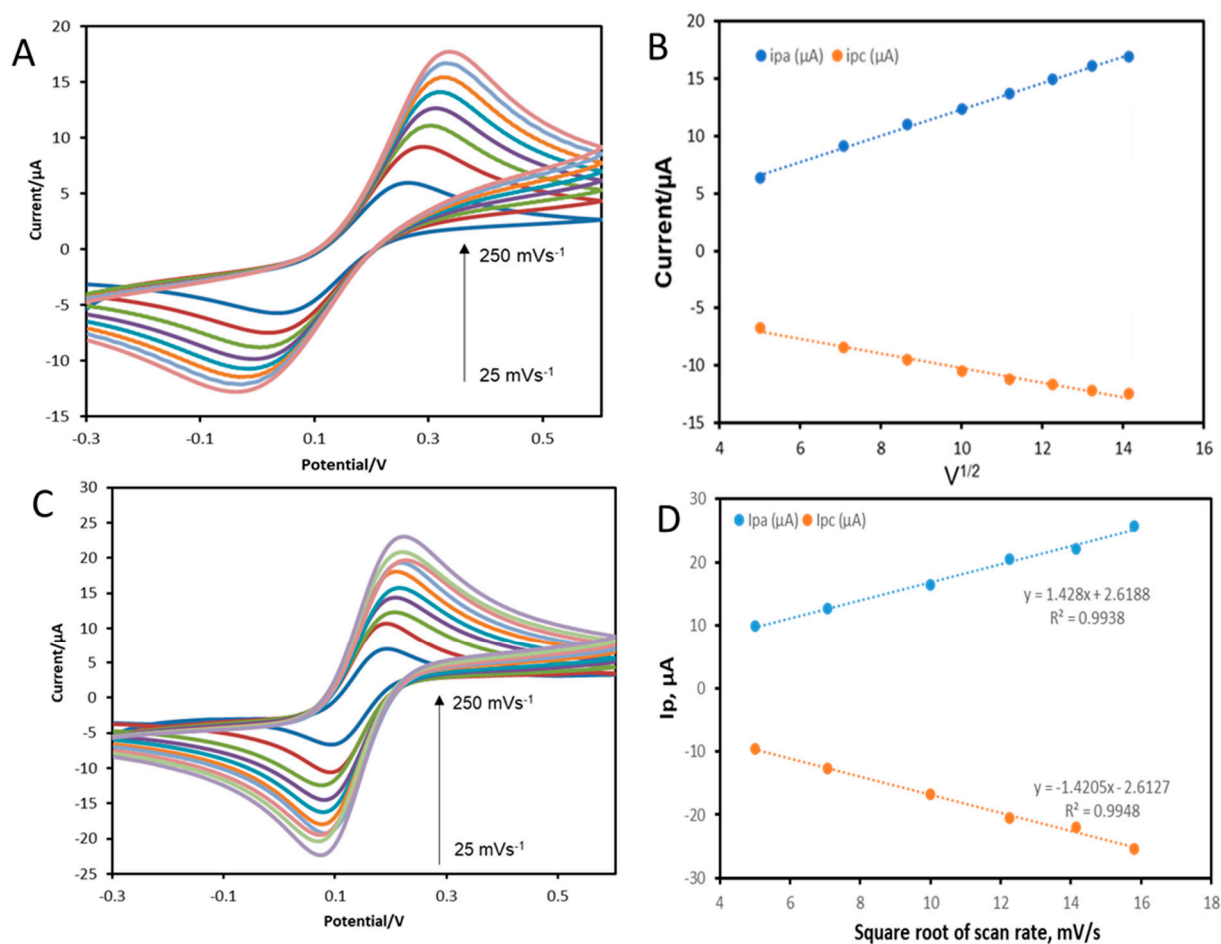 A
20
15
10
5
0
-5
-10
-15
Current/µA
250 mVs-1
25 mVs-1
-0.3
-0.1
0.1
0.3
0.5
Potential/V
B
ipa (µA) ipc (µA)
20
15
10
5
0
-5
-10
-15
Current/µA
4 6 8 10 12 14 16
V1/2
C
30
25
20
15
10
5
0
-5
-10
-15
-20
-25
Current/µA
250 mVs-1
25 mVs-1
-0.3 -0.1 0.1 0.3 0.5
Potential/V
D
Ipa (µA) Ipc (µA)
30
20
10
0
-10
-20
-30
Ip, µA
y = 1.428x + 2.6188
R² = 0.9938
y = -1.4205x - 2.6127
R² = 0.9948
4 6 8 10 12 14 16 18
Square root of scan rate, mV/s